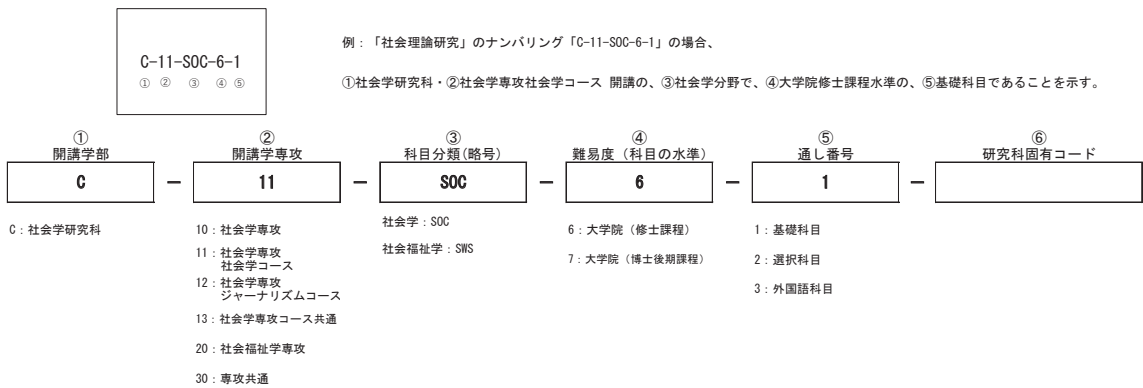 C-11-SOC-6-1
① ② ③ ④ ⑤
例：「社会理論研究」のナンバリング「C-11-SOC-6-1」の場合、
①社会学研究科・②社会学専攻社会学コース 開講の、③社会学分野で、④大学院修士課程水準の、⑤基礎科目であることを示す。
① ② ③ ④ ⑤ ⑥
開講学部 開講学専攻 科目分類(略号) 難易度（科目の水準） 通し番号 研究科固有コード
C － 11 － SOC － 6 － 1 －
C：社会学研究科
10：社会学専攻
11：社会学専攻
社会学コース
12：社会学専攻
ジャーナリズムコース
13：社会学専攻コース共通
20：社会福祉学専攻
30：専攻共通
社会学：SOC
社会福祉学：SWS
6：大学院（修士課程）
7：大学院（博士後期課程）
1：基礎科目
2：選択科目
3：外国語科目